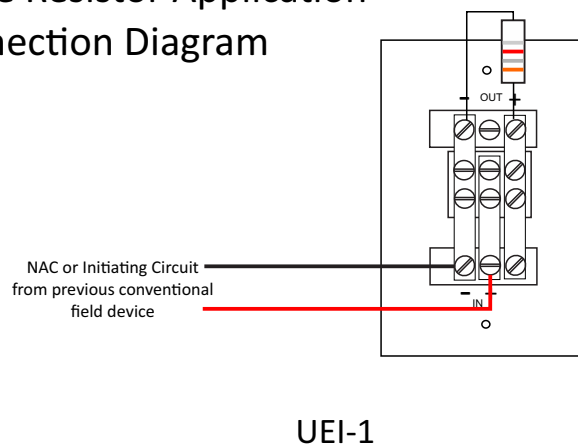 Resistor Application
nection Diagram
- OUT +
NAC or Initiating Circuit
from previous conventional
field device
- +
IN
UEI-1